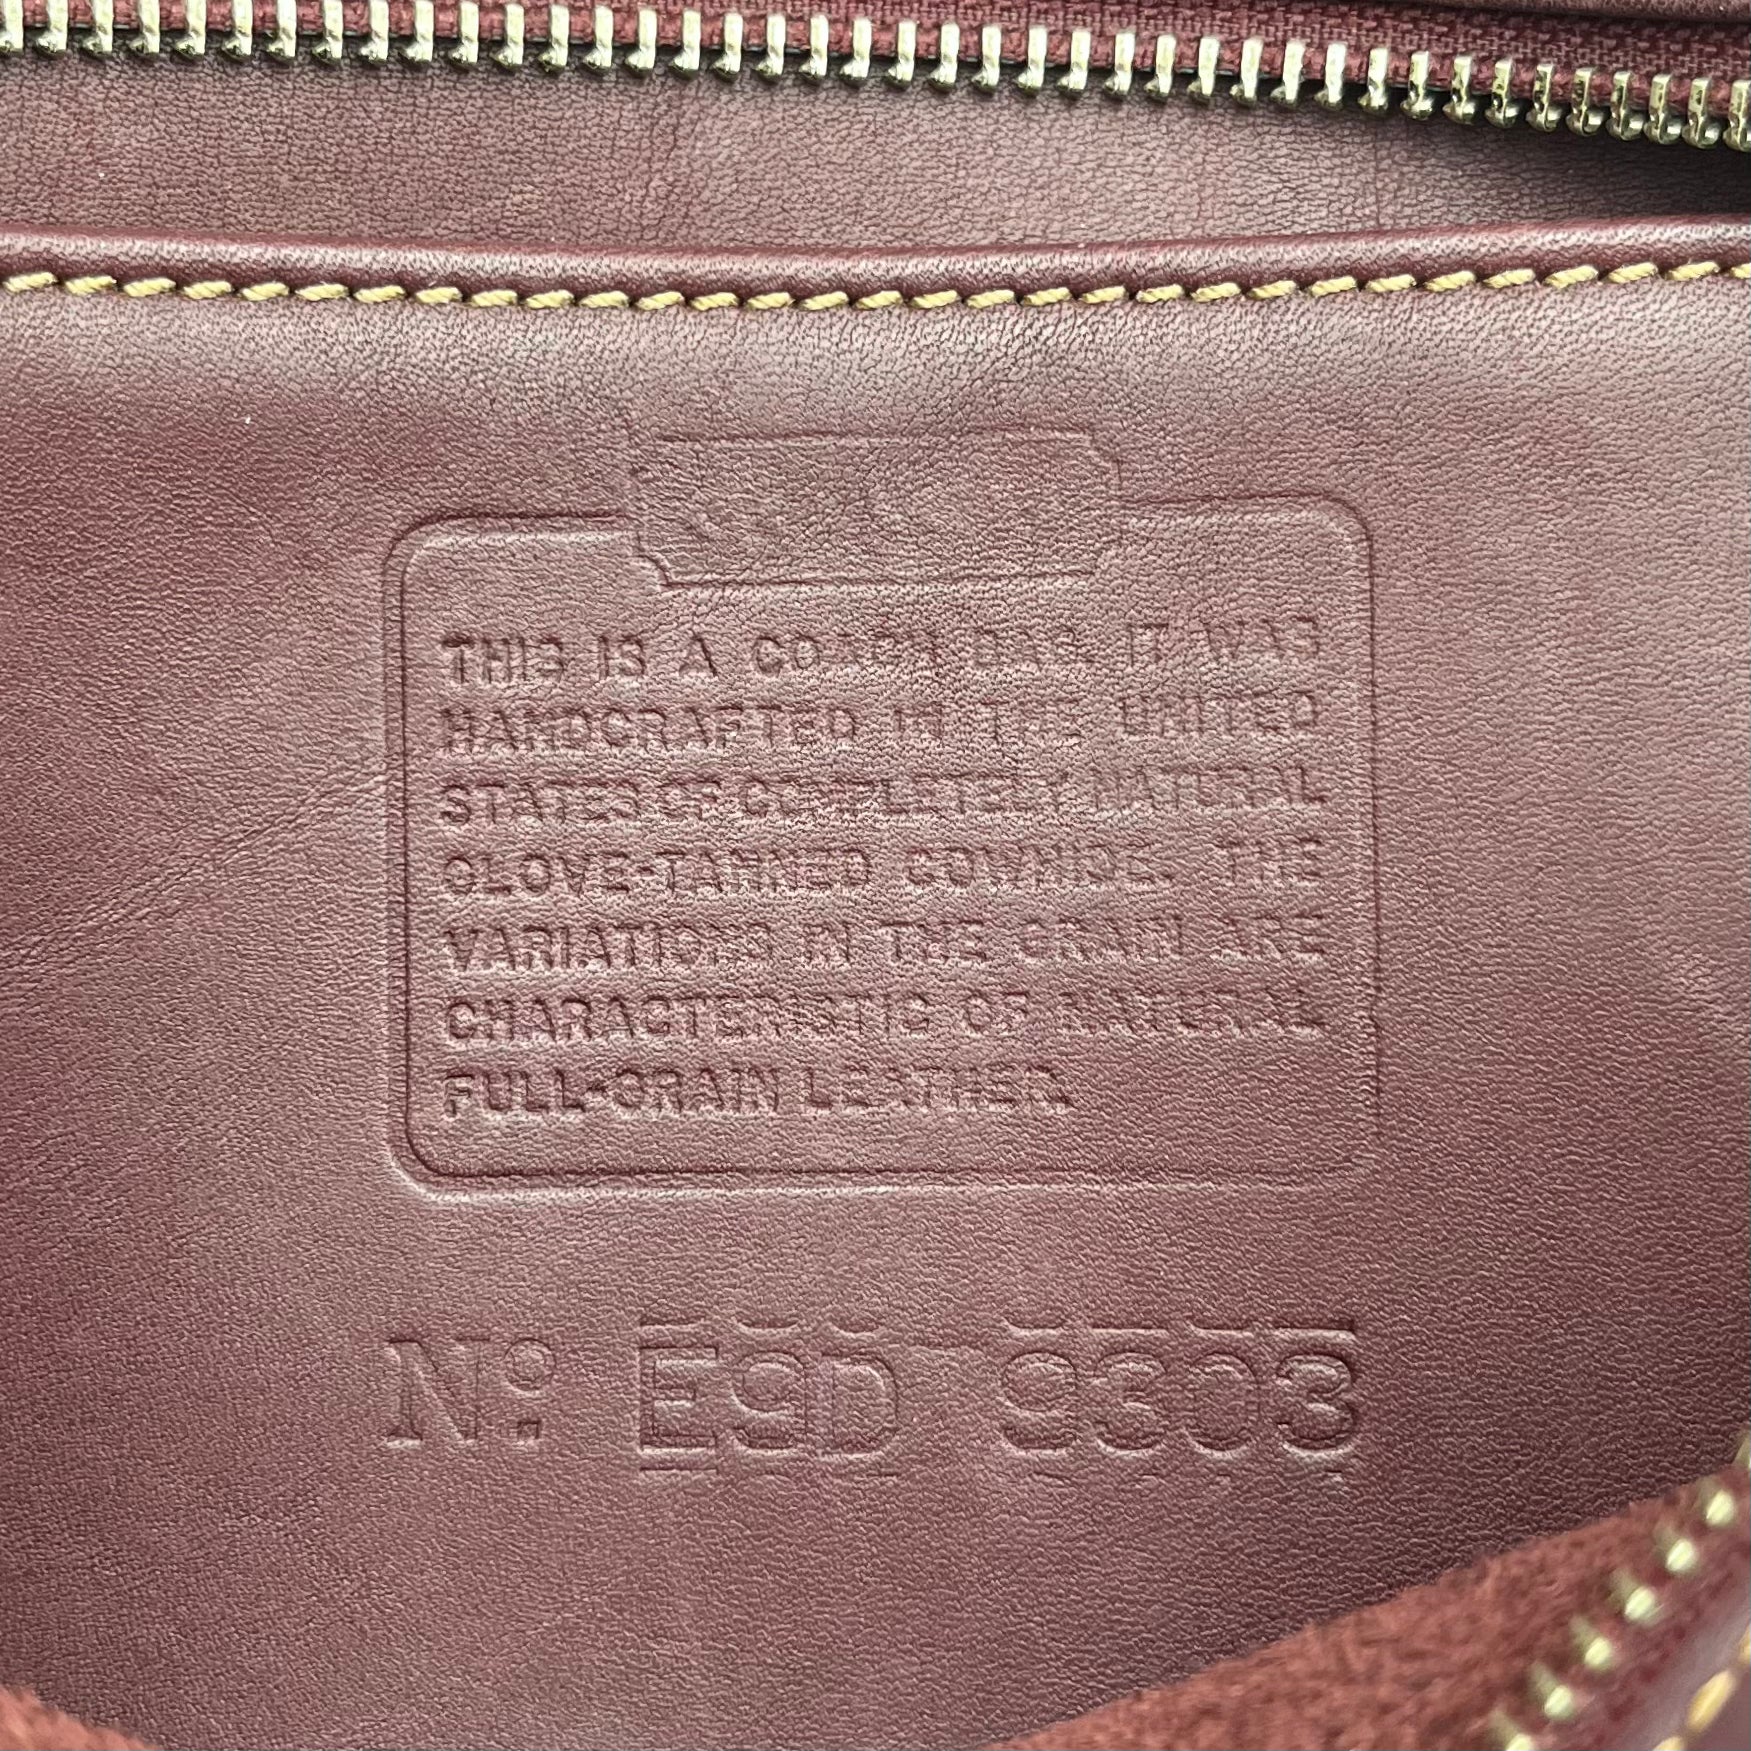 THIS IS A COACH BAG. IT WAS
HANDCRAFTED IN THE UNITED
STATES OF COMPLETELY NATURAL
GLOVE-TANNED COWHIDE. THE
VARIATIONS IN THE GRAIN ARE
CHARACTERISTIC OF NATURAL
FULL-GRAIN LEATHER.
Nº E9D 9303